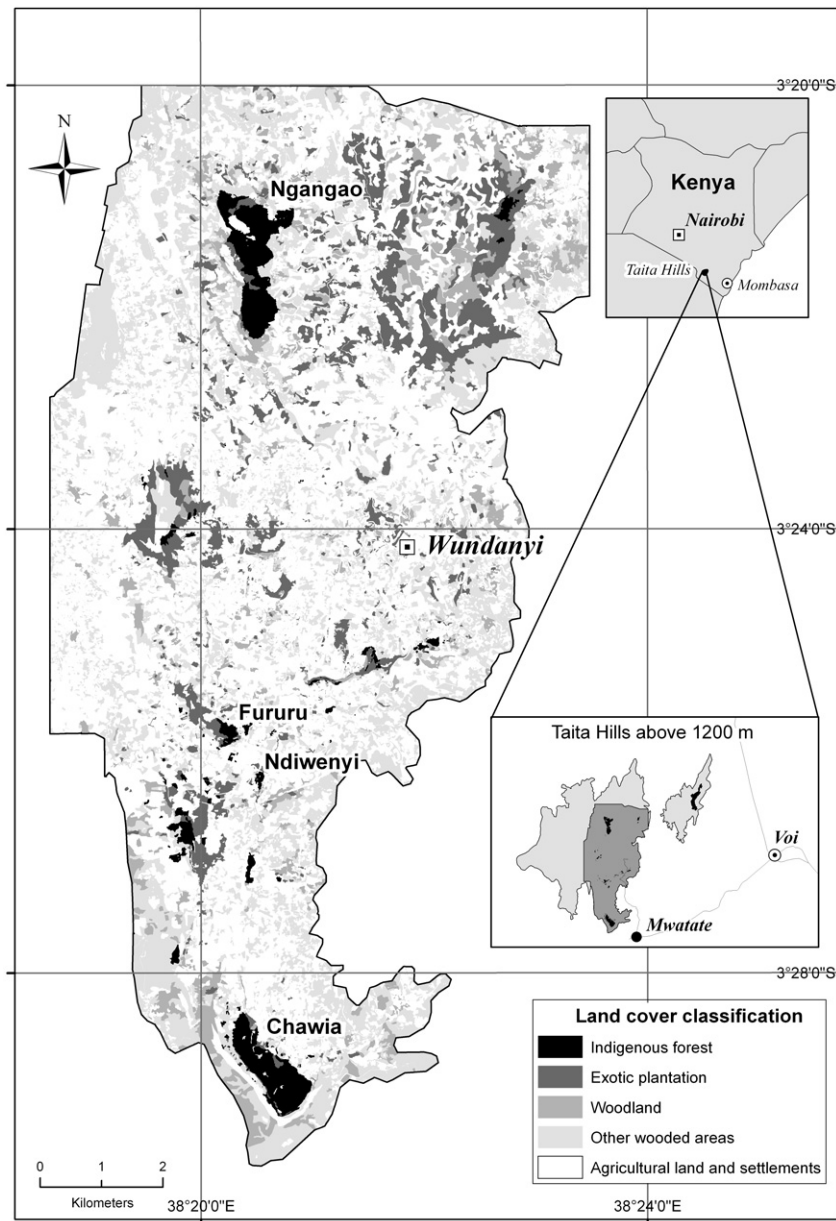 3°20'0"S
N
Ngangao
Kenya
Nairobi
Taita Hills
Mombasa
3°24'0"S
Wundanyi
Fururu
Ndiwenyi
Taita Hills above 1200 m
Voi
Mwatate
3°28'0"S
Chawia
Land cover classification
Indigenous forest
Exotic plantation
Woodland
Other wooded areas
Agricultural land and settlements
0 1 2
Kilometers
38°20'0"E
38°24'0"E